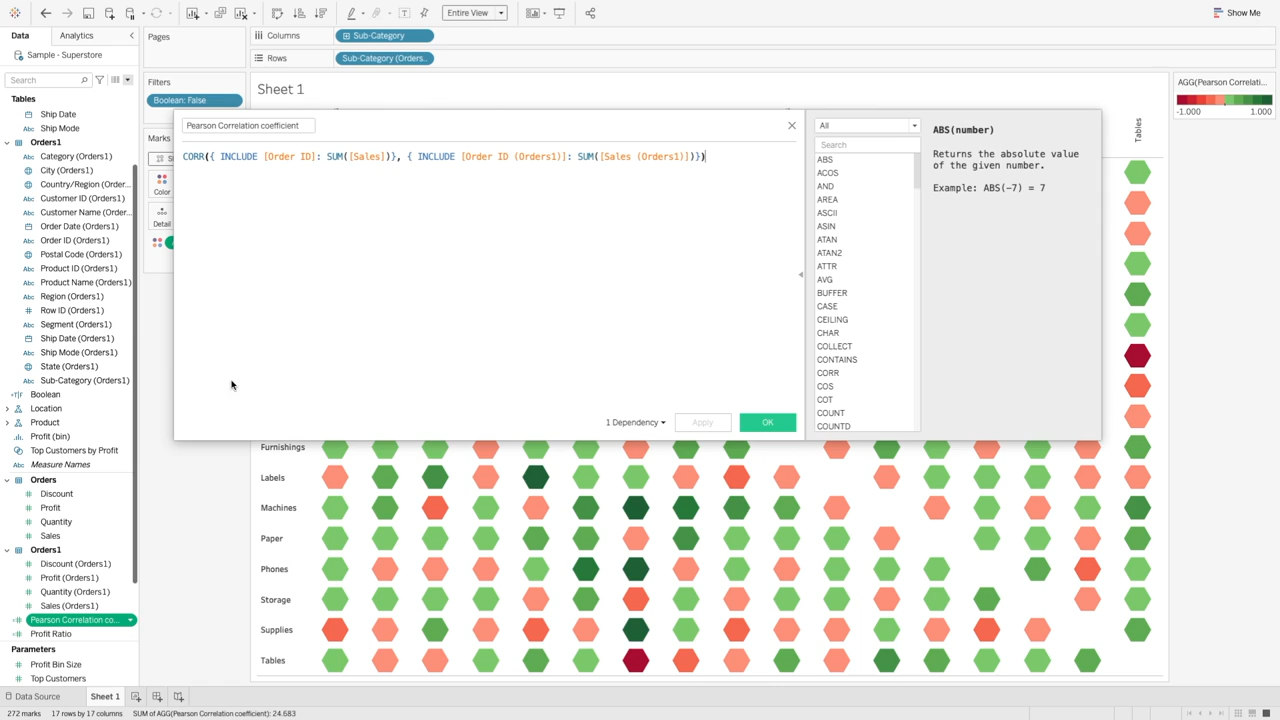 Entire View
Show Me
Data
Analytics
Sample - Superstore
Search
Tables
Ship Date
Ship Mode
Orders1
Category (Orders1)
City (Orders1)
Country/Region (Order...
Customer ID (Orders1)
Customer Name (Order...
Order Date (Orders1)
Order ID (Orders1)
Postal Code (Orders1)
Product ID (Orders1)
Product Name (Orders1)
Region (Orders1)
Row ID (Orders1)
Segment (Orders1)
Ship Date (Orders1)
Ship Mode (Orders1)
State (Orders1)
Sub-Category (Orders1)
Boolean
Location
Product
Profit (bin)
Top Customers by Profit
Measure Names
Orders
Discount
Profit
Quantity
Sales
Orders1
Discount (Orders1)
Profit (Orders1)
Quantity (Orders1)
Sales (Orders1)
Pearson Correlation co...
Profit Ratio
Parameters
Profit Bin Size
Top Customers
Pages
Filters
Boolean: False
Marks
Color
Detail
Columns
Sub-Category
Rows
Sub-Category (Orders..
Sheet 1
Pearson Correlation coefficient
CORR({ INCLUDE [Order ID]: SUM([Sales])}, { INCLUDE [Order ID (Orders1)]: SUM([Sales (Orders1)])})
1 Dependency
Apply
OK
All
Search
ABS
ACOS
AND
AREA
ASCII
ASIN
ATAN
ATAN2
ATTR
AVG
BUFFER
CASE
CEILING
CHAR
COLLECT
CONTAINS
CORR
COS
COT
COUNT
COUNTD
ABS(number)
Returns the absolute value
of the given number.
Example: ABS(-7) = 7
AGG(Pearson Correlati...
-1.000
1.000
Tables
Furnishings
Labels
Machines
Paper
Phones
Storage
Supplies
Tables
Data Source
Sheet 1
272 marks
17 rows by 17 columns
SUM of AGG(Pearson Correlation coefficient): 24.683